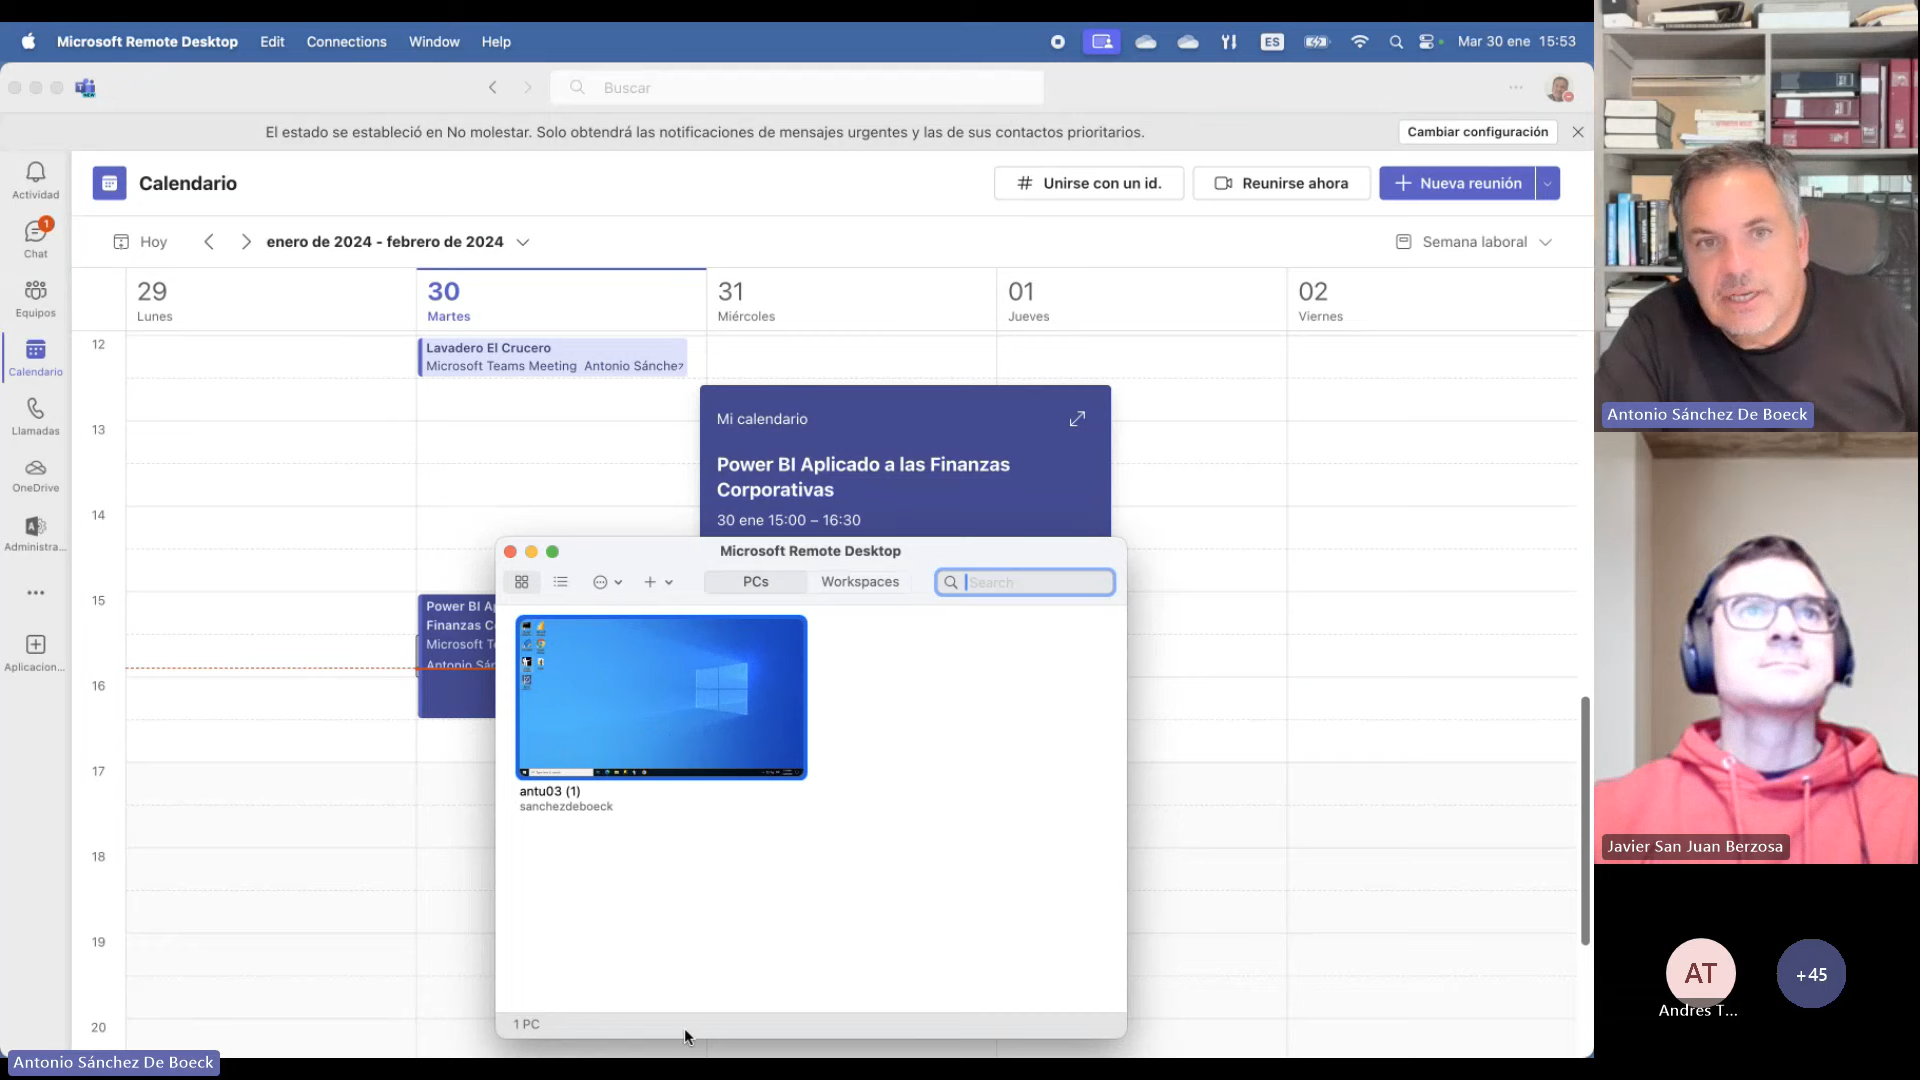 Microsoft Remote Desktop Edit Connections Window Help ES Mar 30 ene 15:53
NEW
Buscar
El estado se estableció en No molestar. Solo obtendrá las notificaciones de mensajes urgentes y las de sus contactos prioritarios. Cambiar configuración
Actividad
1
Chat
Equipos
Calendario
Llamadas
OneDrive
Administra...
Aplicacion...
Calendario
# Unirse con un id. Reunirse ahora + Nueva reunión
Hoy enero de 2024 - febrero de 2024 Semana laboral
29 30 31 01 02
Lunes Martes Miércoles Jueves Viernes
12
13
14
15
16
17
18
19
20
Lavadero El Crucero
Microsoft Teams Meeting Antonio Sánchez
Mi calendario
Power BI Aplicado a las Finanzas
Corporativas
30 ene 15:00 – 16:30
Power BI A
Finanzas C
Microsoft Te
Antonio Sán
Microsoft Remote Desktop
PCs Workspaces Search
antu03 (1)
sanchezdeboeck
1 PC
Antonio Sánchez De Boeck
Antonio Sánchez De Boeck
Javier San Juan Berzosa
AT +45
Andres T...